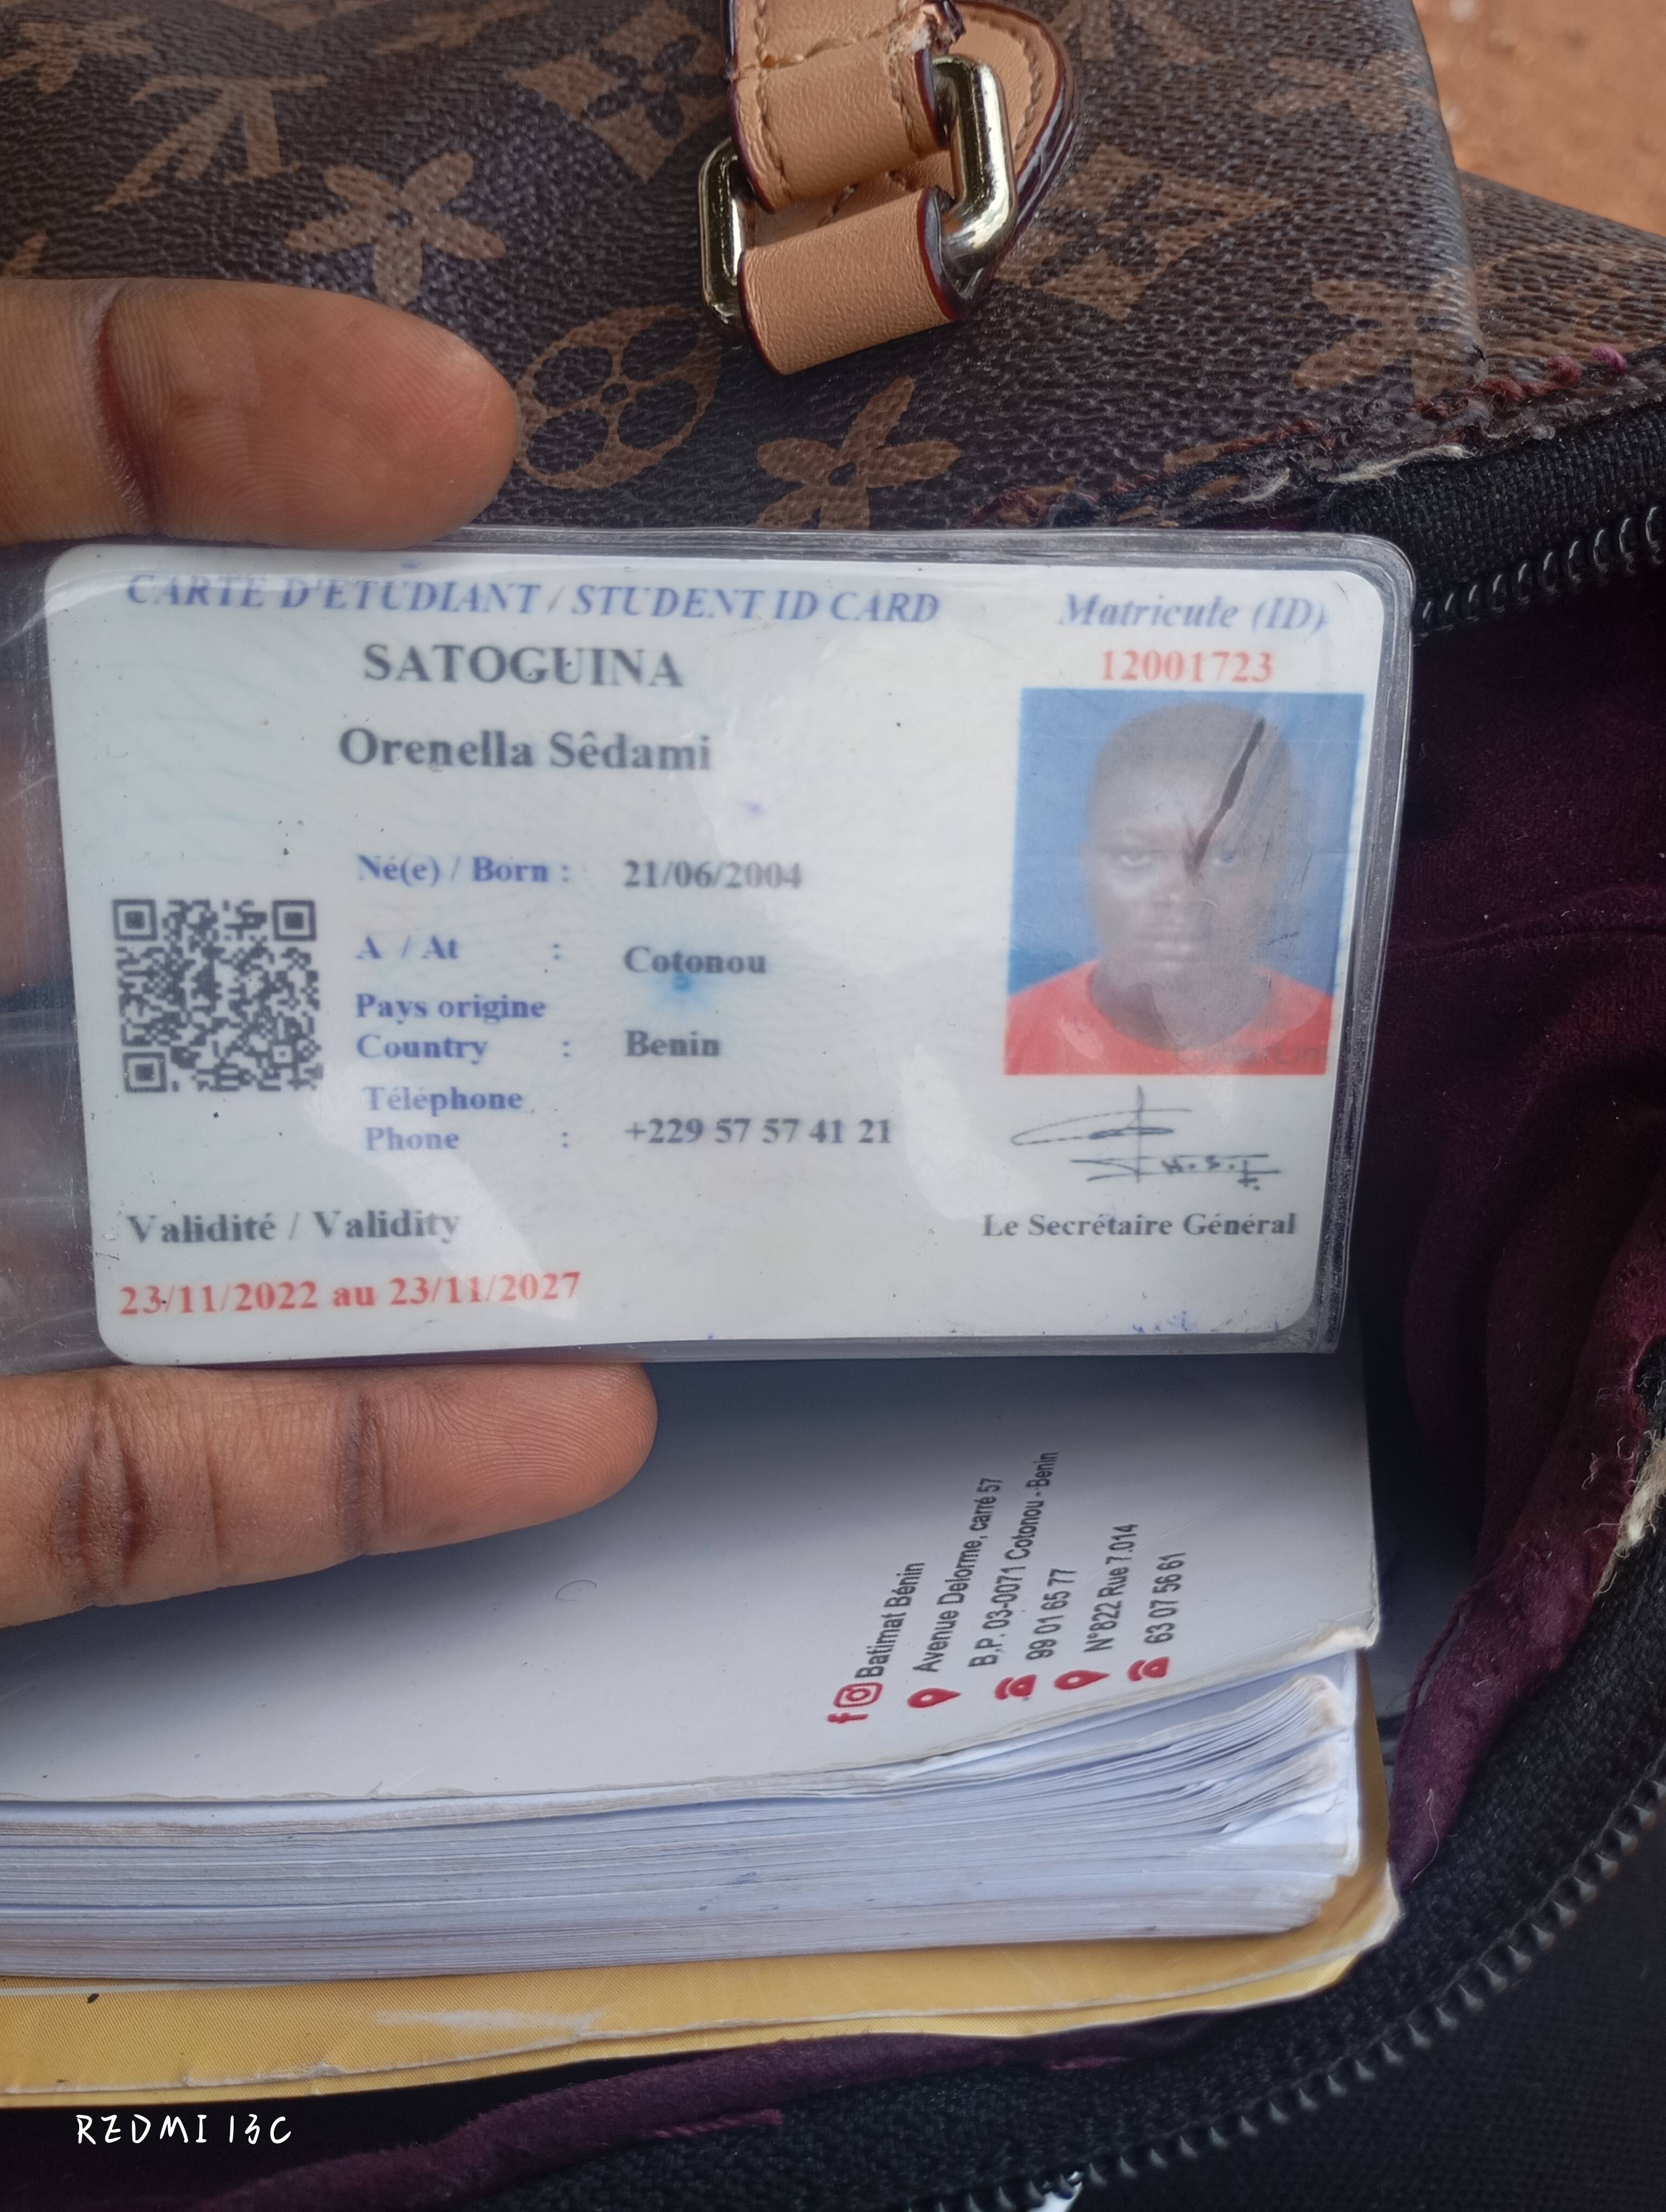 CARTE D'ETUDIANT / STUDENT ID CARD
Matricule (ID)
12001723
SATOGUINA
Orenella Sêdami
Né(e) / Born : 21/06/2004
A / At : Cotonou
Pays origine
Country : Benin
Téléphone
Phone : +229 57 57 41 21
Le Secrétaire Général
Validité / Validity
23/11/2022 au 23/11/2027
Batimat Bénin
Avenue Delorme, carré 57
B.P. 03-0071 Cotonou - Benin
99 01 65 77
N°822 Rue 7.014
63 07 56 61
REDMI 13C